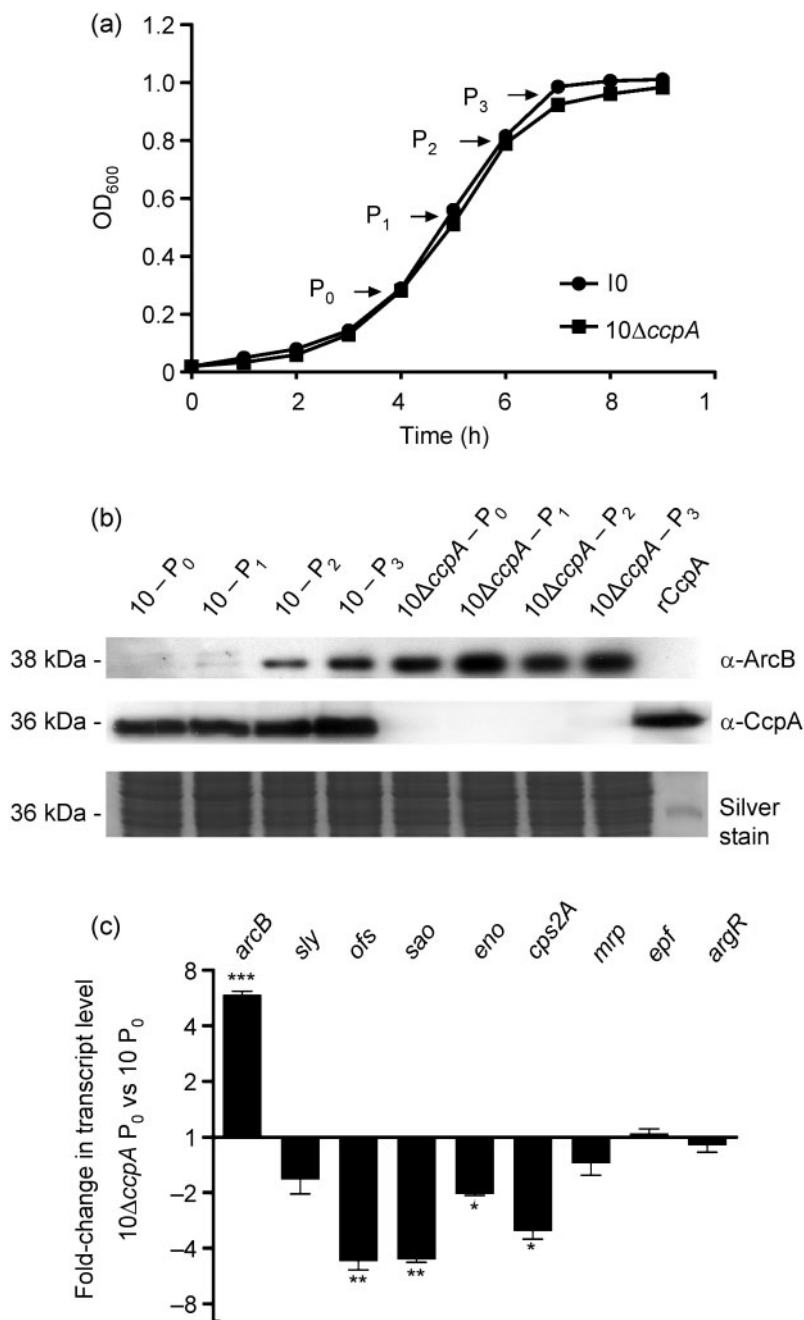 (a)
1.2
1.0
0.8
0.6
0.4
0.2
0
OD600
P3
P2
P1
P0
I0
10ΔccpA
0 2 4 6 8 1
Time (h)
(b)
10 – P0
10 – P1
10 – P2
10 – P3
10ΔccpA – P0
10ΔccpA – P1
10ΔccpA – P2
10ΔccpA – P3
rCcpA
38 kDa - α-ArcB
36 kDa - α-CcpA
36 kDa - Silver
stain
(c)
arcB sly ofs sao eno cps2A mrp epf argR
Fold-change in transcript level
10ΔccpA P0 vs 10 P0
8
4
2
1
–2
–4
–8
***
**
**
*
*